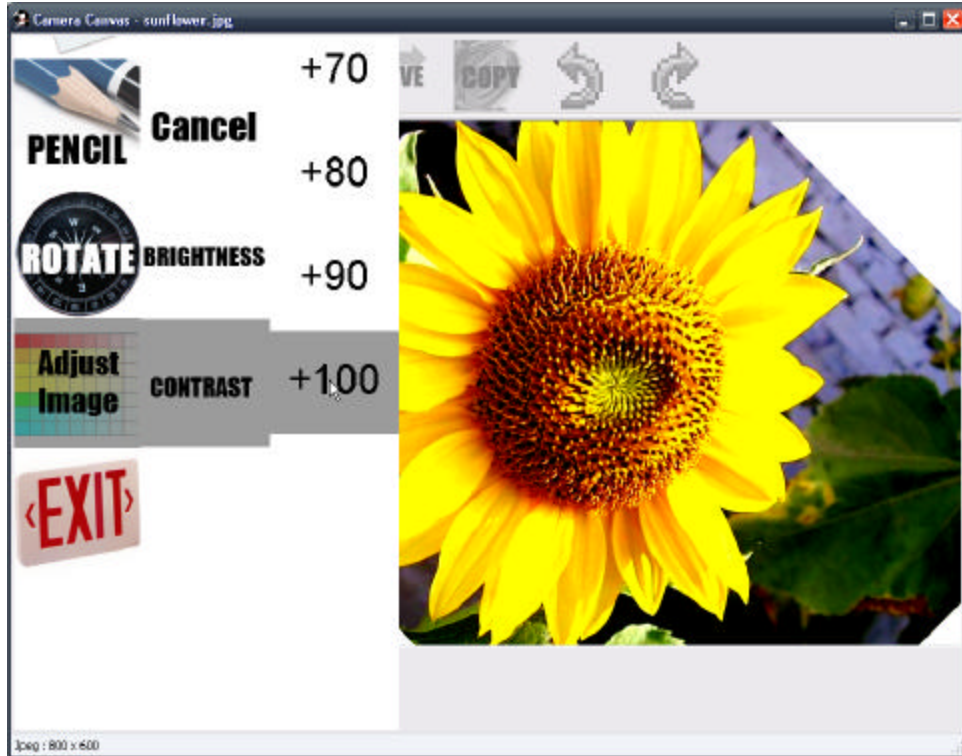 Camera Canvas - sunflower.jpg
VE
COPY
PENCIL
Cancel
+70
+80
ROTATE
BRIGHTNESS
+90
Adjust
Image
CONTRAST
+100
‹EXIT›
Jpeg : 800 x 600